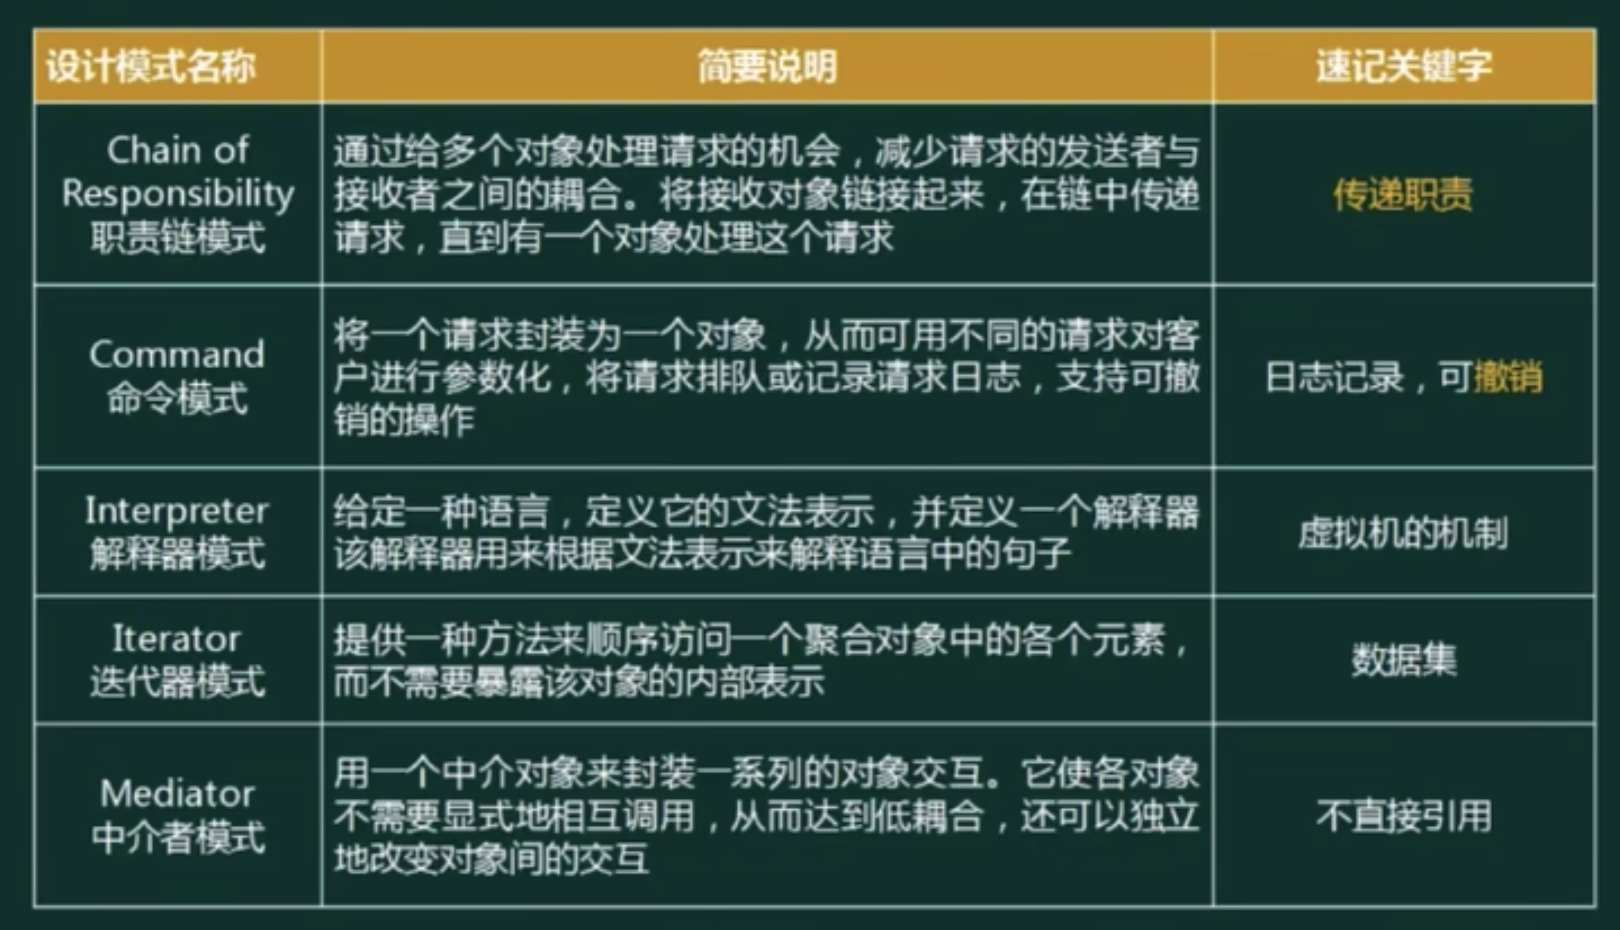 设计模式名称
简要说明
速记关键字
Chain of
Responsibility
职责链模式
通过给多个对象处理请求的机会，减少请求的发送者与
接收者之间的耦合。将接收对象链接起来，在链中传递
请求，直到有一个对象处理这个请求
传递职责
Command
命令模式
将一个请求封装为一个对象，从而可用不同的请求对客
户进行参数化，将请求排队或记录请求日志，支持可撤
销的操作
日志记录，可撤销
Interpreter
解释器模式
给定一种语言，定义它的文法表示，并定义一个解释器
该解释器用来根据文法表示来解释语言中的句子
虚拟机的机制
Iterator
迭代器模式
提供一种方法来顺序访问一个聚合对象中的各个元素，
而不需要暴露该对象的内部表示
数据集
Mediator
中介者模式
用一个中介对象来封装一系列的对象交互。它使各对象
不需要显式地相互调用，从而达到低耦合，还可以独立
地改变对象间的交互
不直接引用